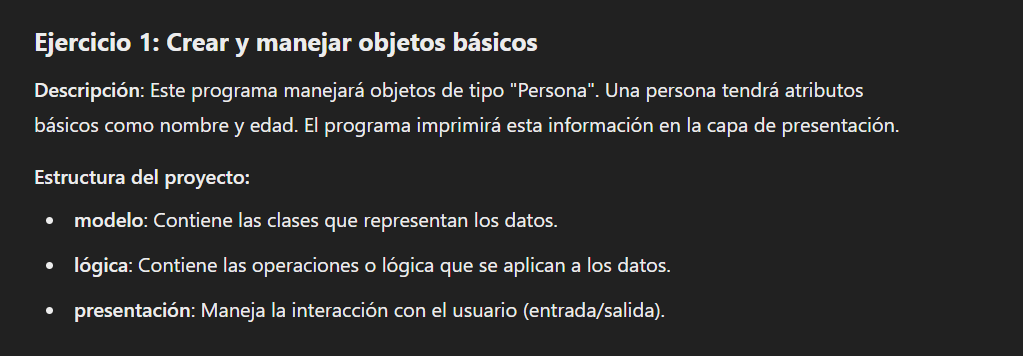 Ejercicio 1: Crear y manejar objetos básicos
Descripción: Este programa manejará objetos de tipo "Persona". Una persona tendrá atributos
básicos como nombre y edad. El programa imprimirá esta información en la capa de presentación.
Estructura del proyecto:
• modelo: Contiene las clases que representan los datos.
• lógica: Contiene las operaciones o lógica que se aplican a los datos.
• presentación: Maneja la interacción con el usuario (entrada/salida).